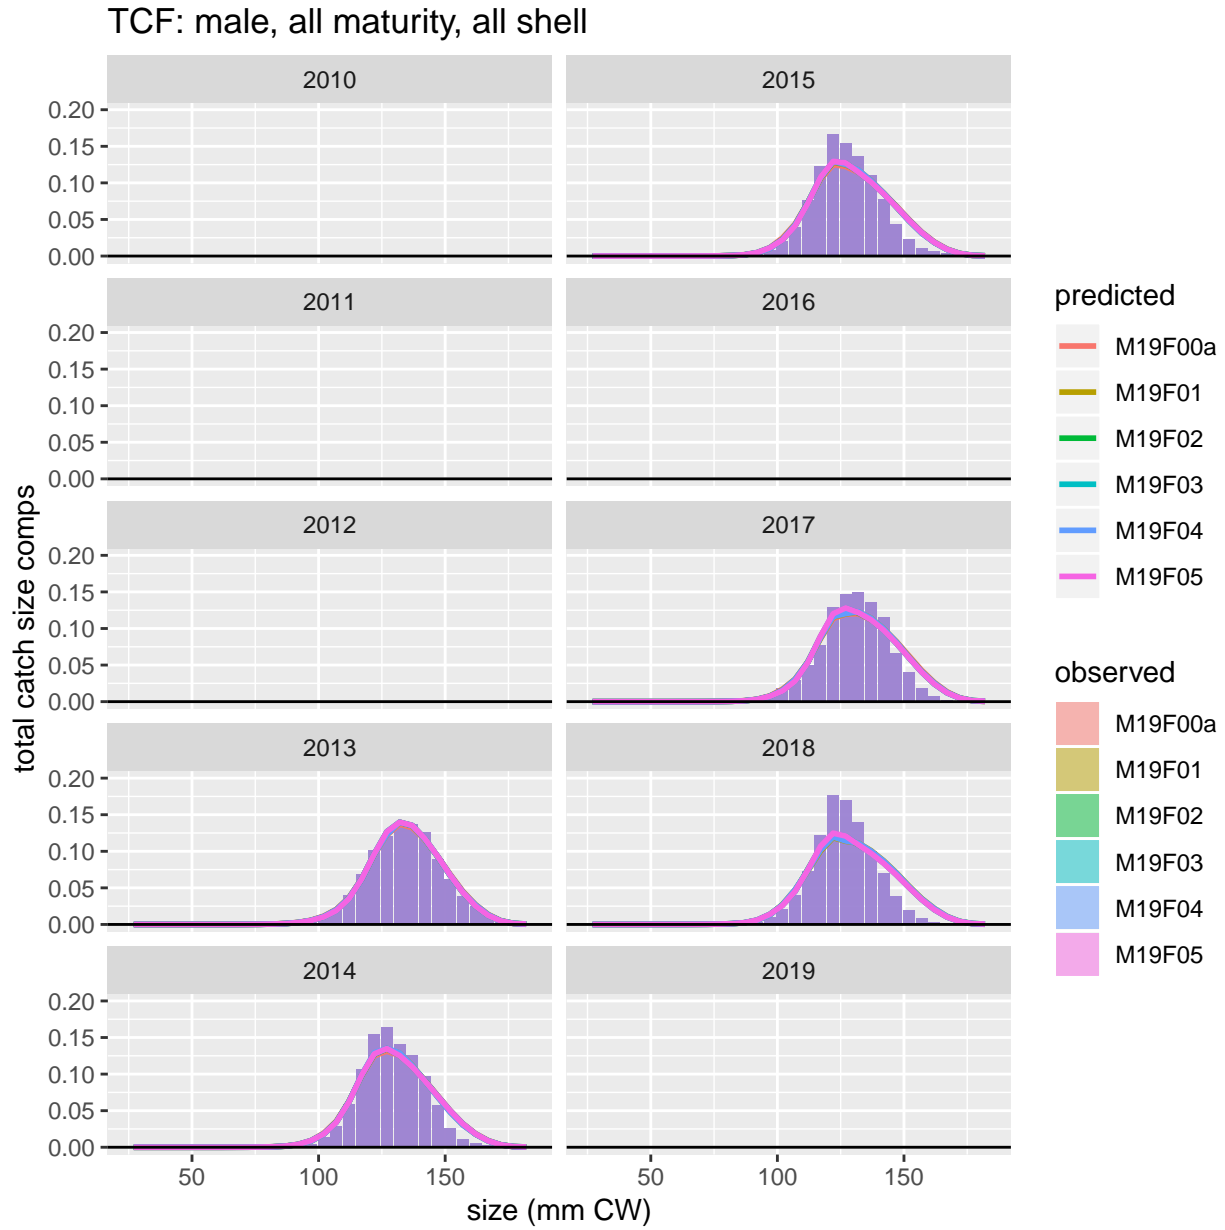 TCF: male, all maturity, all shell
2010
2015
0.20
0.15
0.10
0.05
0.00
2011
2016
0.20
0.15
0.10
0.05
0.00
2012
2017
0.20
0.15
0.10
0.05
0.00
2013
2018
0.20
0.15
0.10
0.05
0.00
2014
2019
0.20
0.15
0.10
0.05
0.00
50
100
150
50
100
150
size (mm CW)
total catch size comps
predicted
M19F00a
M19F01
M19F02
M19F03
M19F04
M19F05
observed
M19F00a
M19F01
M19F02
M19F03
M19F04
M19F05